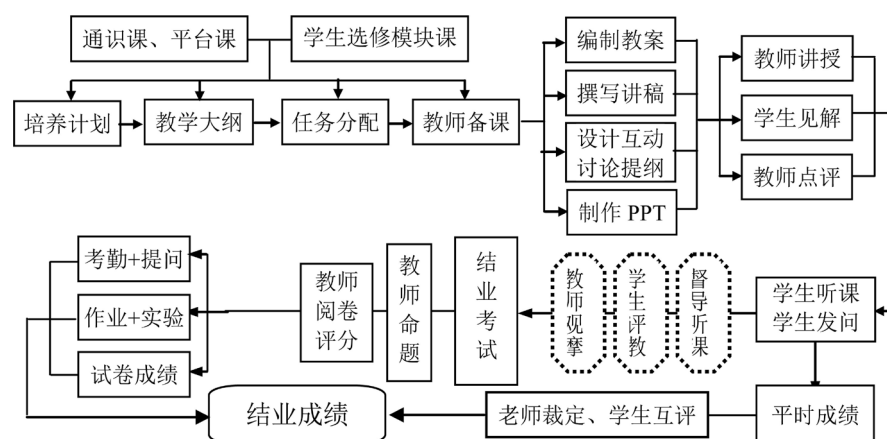 通识课、平台课
学生选修模块课
培养计划
教学大纲
任务分配
教师备课
编制教案
撰写讲稿
设计互动
讨论提纲
制作 PPT
教师讲授
学生见解
教师点评
考勤+提问
作业+实验
试卷成绩
教师
阅卷
评分
教师命题
结业考试
教师观摩
学生评教
督导听课
学生听课
学生发问
结业成绩
老师裁定、学生互评
平时成绩